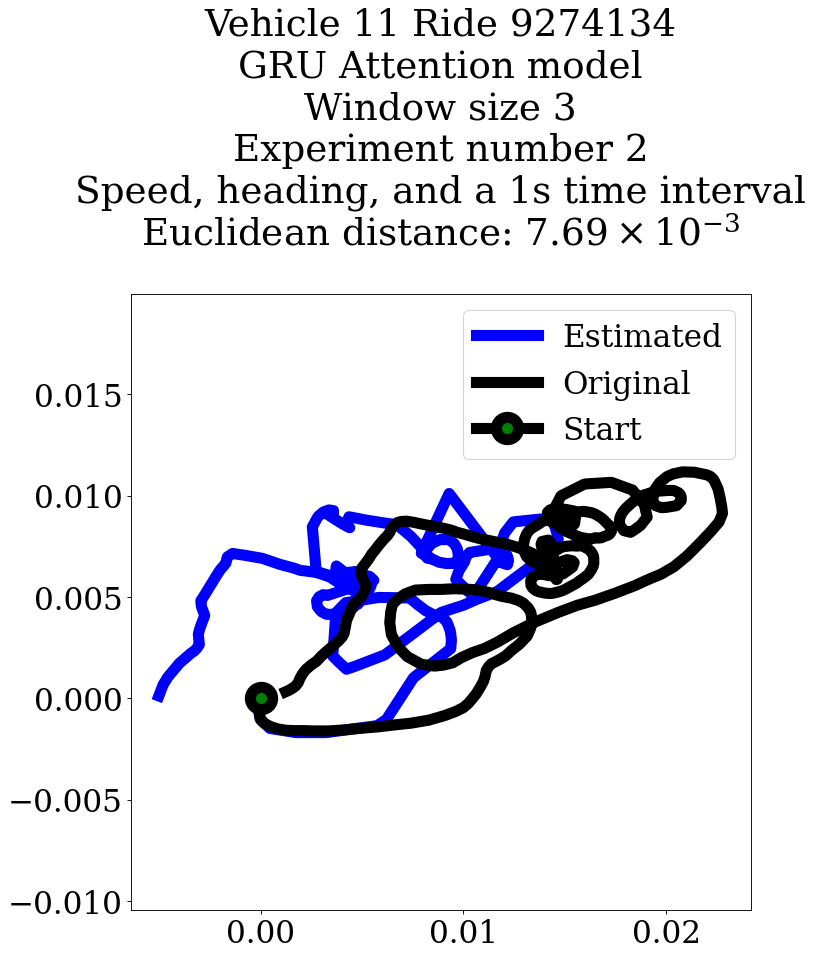 Vehicle 11 Ride 9274134
GRU Attention model
Window size 3
Experiment number 2
Speed, heading, and a 1s time interval
Euclidean distance: 7.69 × 10⁻³
Estimated
Original
Start
0.015
0.010
0.005
0.000
−0.005
−0.010
0.00 0.01 0.02